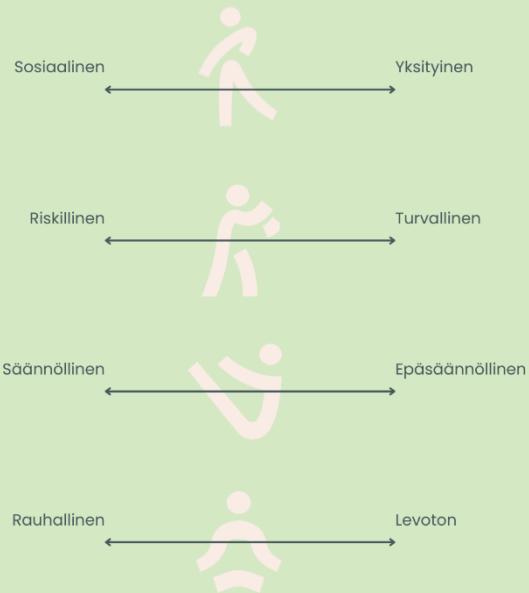 Sosiaalinen
Yksityinen
Riskillinen
Turvallinen
Säännöllinen
Epäsäännöllinen
Rauhallinen
Levoton